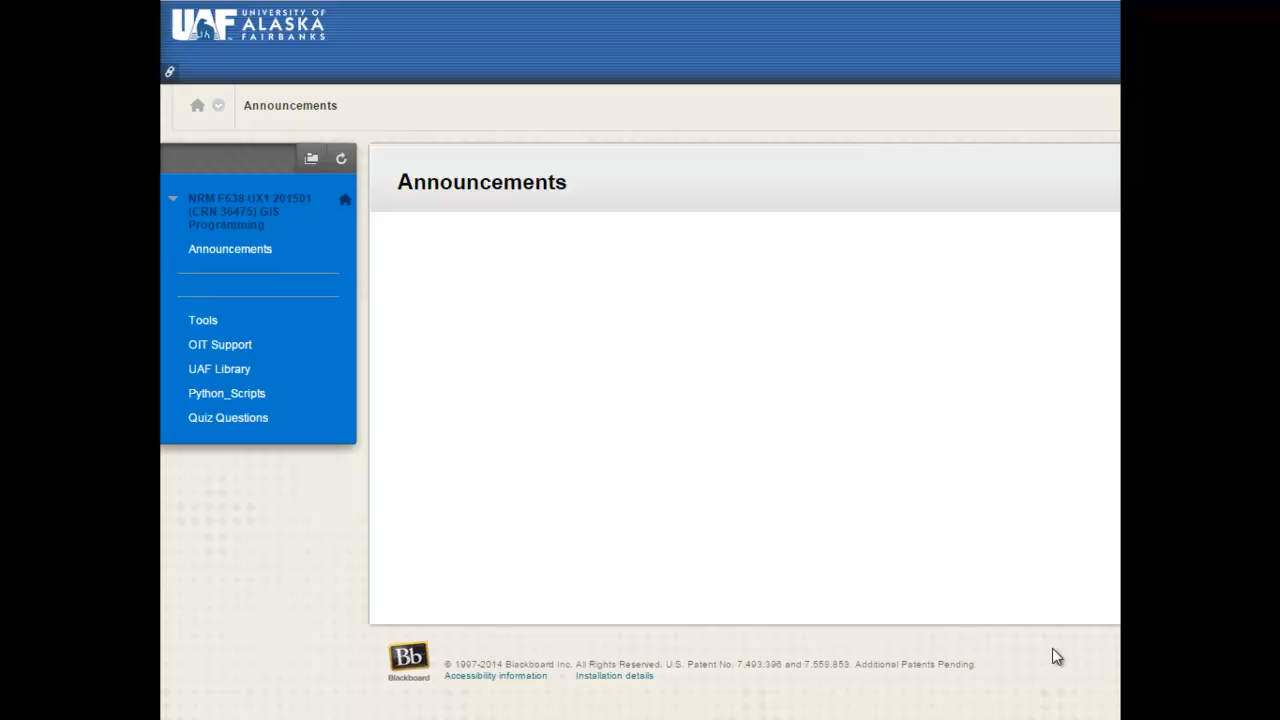 UAF UNIVERSITY OF
ALASKA
FAIRBANKS
Announcements
Announcements
NRM F638 UX1 201501
(CRN 36475) GIS
Programming
Announcements
Tools
OIT Support
UAF Library
Python_Scripts
Quiz Questions
Bb
Blackboard
© 1997-2014 Blackboard Inc. All Rights Reserved. U.S. Patent No. 7,493,396 and 7,558,853. Additional Patents Pending.
Accessibility information
Installation details